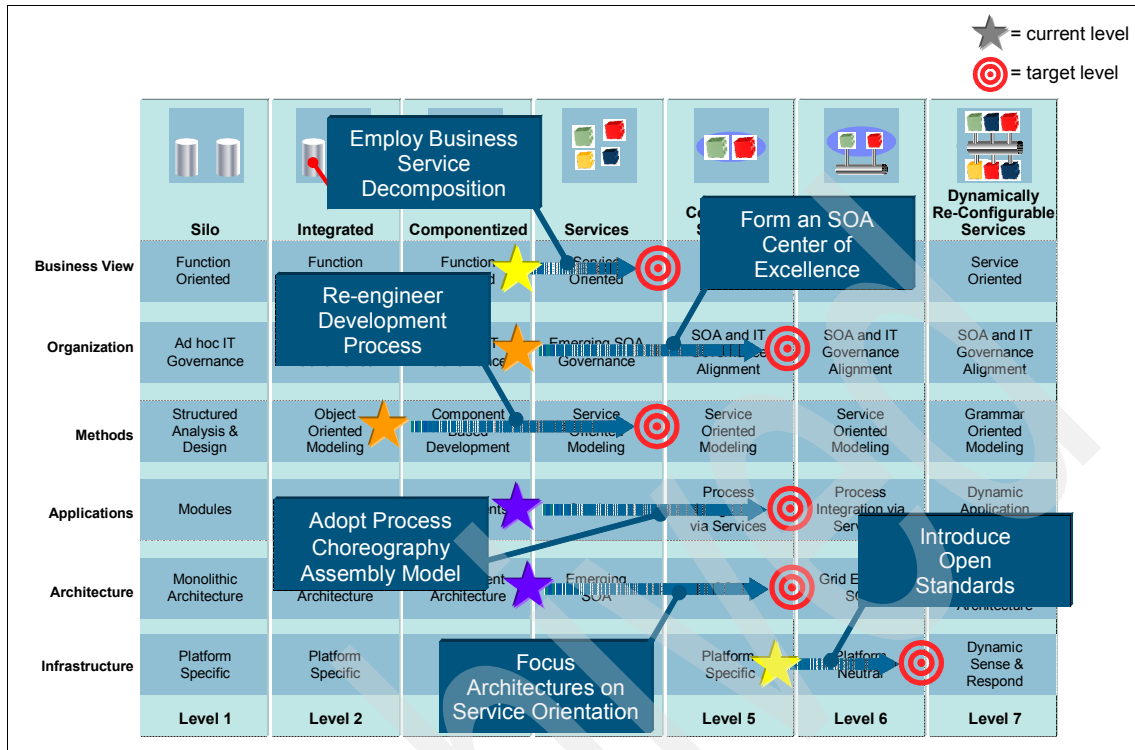 = current level
= target level
Employ Business
Service
Decomposition
Form an SOA
Center of
Excellence
Silo
Integrated
Componentized
Services
Dynamically
Re-Configurable
Services
Business View
Function
Oriented
Function
Function
Service
Oriented
Service
Oriented
Re-engineer
Development
Process
Organization
Ad hoc IT
Governance
Emerging SOA
Governance
SOA and IT
Alignment
SOA and IT
Governance
Alignment
SOA and IT
Governance
Alignment
Methods
Structured
Analysis &
Design
Object
Oriented
Modeling
Component
Based
Development
Service
Oriented
Modeling
Service
Oriented
Modeling
Service
Oriented
Modeling
Grammar
Oriented
Modeling
Applications
Modules
Process
via Services
Process
Integration via
Dynamic
Application
Adopt Process
Choreography
Assembly Model
Introduce
Open
Standards
Architecture
Monolithic
Architecture
Architecture
Architecture
Emerging
SOA
Grid
Architecture
Focus
Architectures on
Service Orientation
Infrastructure
Platform
Specific
Platform
Specific
Platform
Specific
Platform
Neutral
Dynamic
Sense &
Respond
Level 1
Level 2
Level 5
Level 6
Level 7